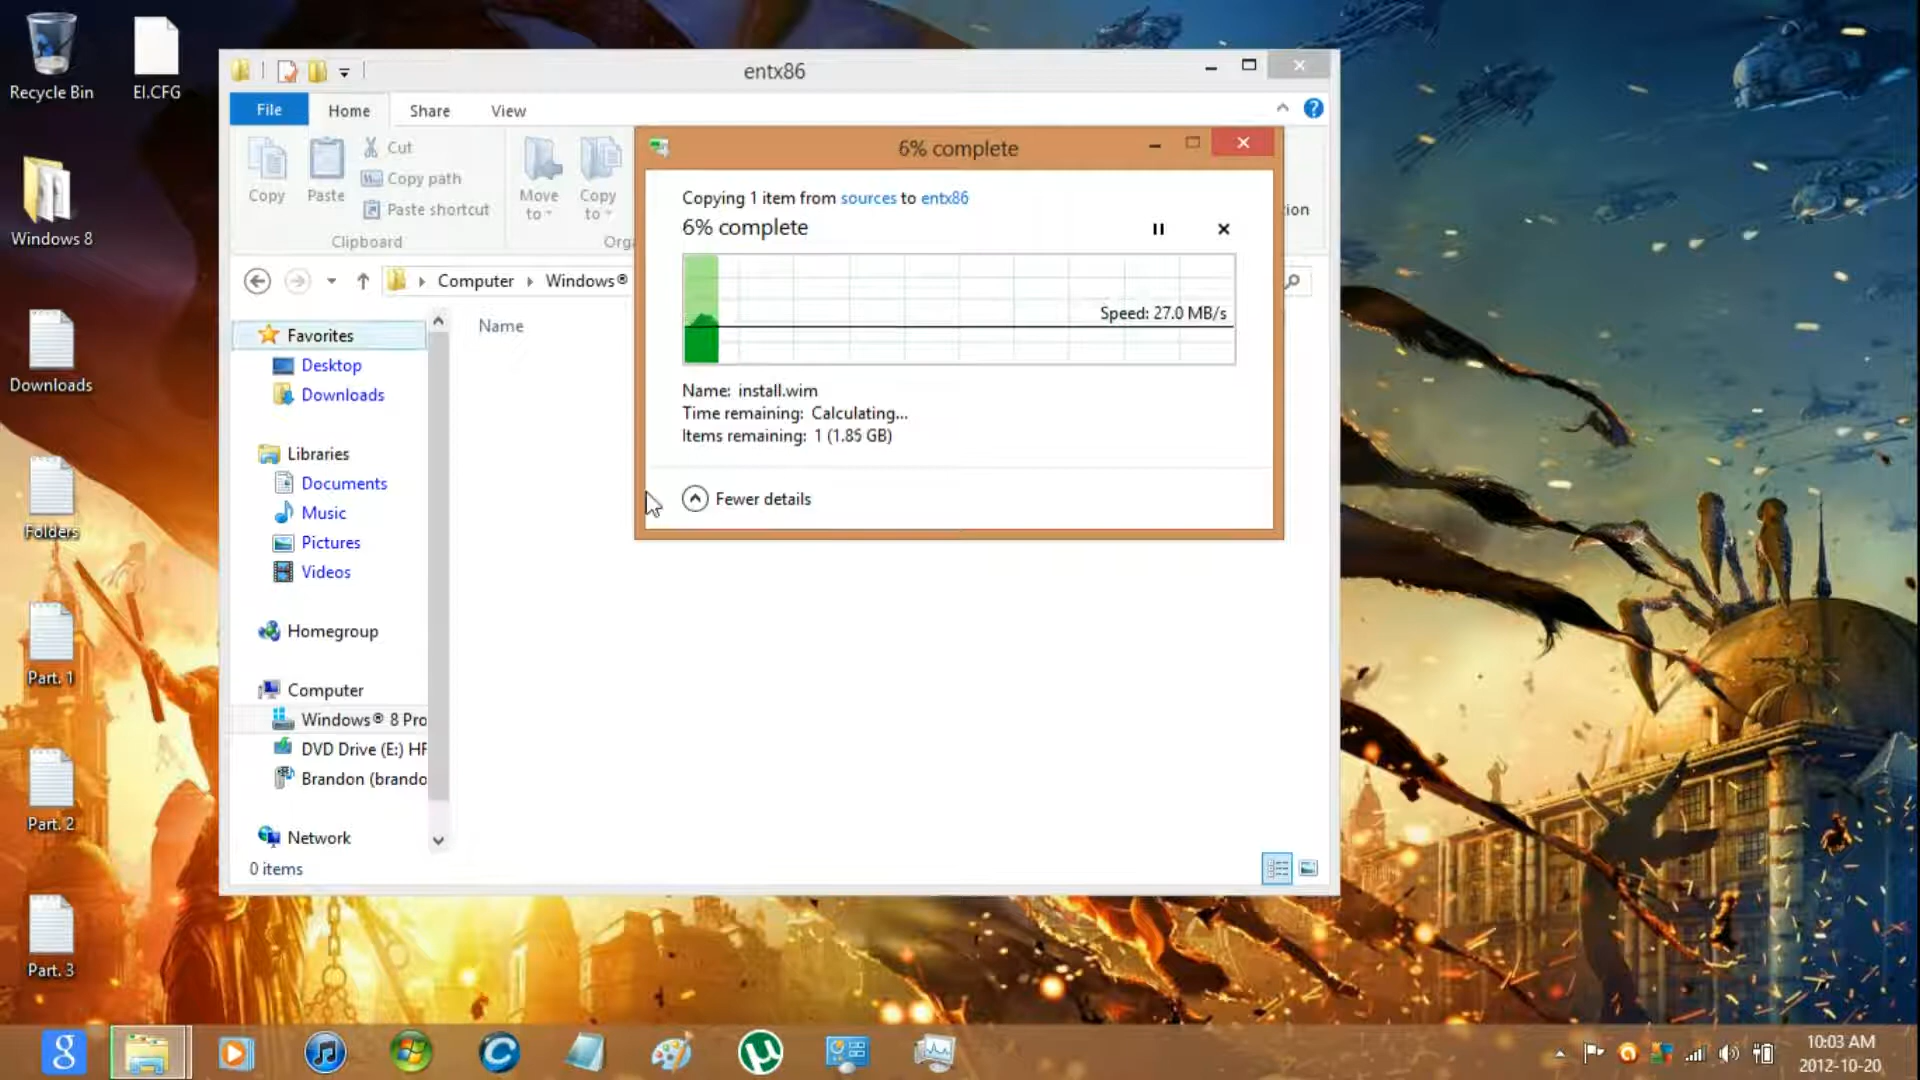 Recycle Bin
EI.CFG
Windows 8
Downloads
Folders
Part. 1
Part. 2
Part. 3
entx86
File
Home
Share
View
Copy
Paste
Cut
Copy path
Paste shortcut
Clipboard
Move to
Copy to
Orga
ion
Computer
Windows®
Name
Favorites
Desktop
Downloads
Libraries
Documents
Music
Pictures
Videos
Homegroup
Computer
Windows® 8 Pro
DVD Drive (E:) HF
Brandon (brando
Network
0 items
6% complete
Copying 1 item from sources to entx86
6% complete
Speed: 27.0 MB/s
Name: install.wim
Time remaining: Calculating...
Items remaining: 1 (1.85 GB)
Fewer details
10:03 AM
2012-10-20